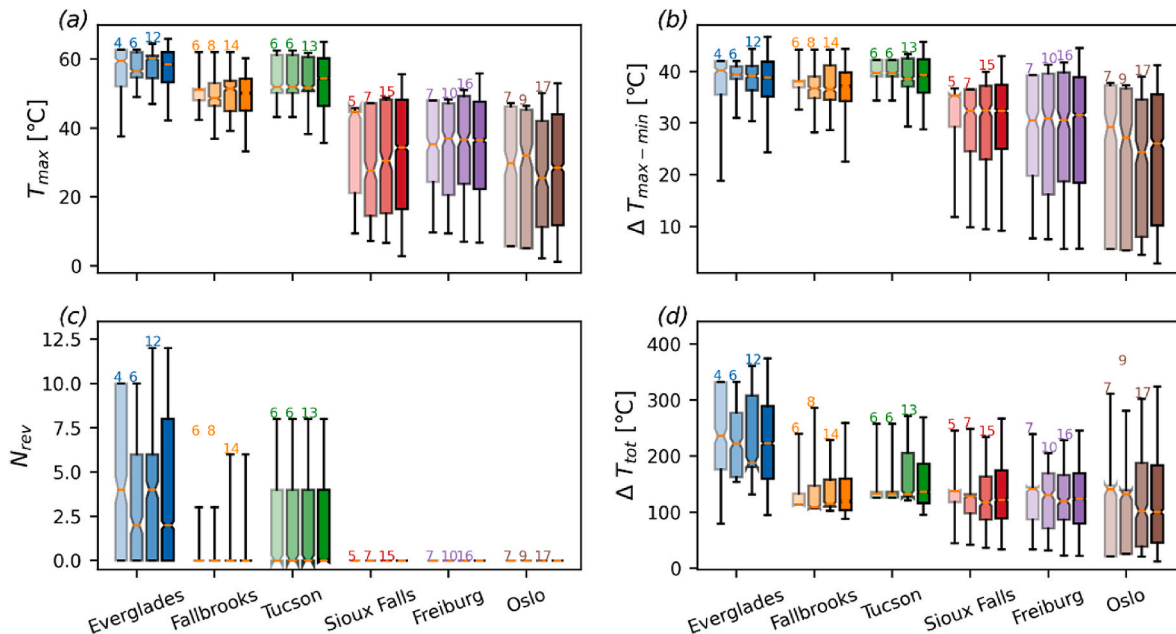 (a)
T_max [°C]
60
40
20
0
4 6 12
6 8 14
6 6 13
5 7 15
7 10 16
7 9 17
(b)
Δ T_max−min [°C]
40
30
20
10
4 6 12
6 8 14
6 6 13
5 7 15
7 10 16
7 9 17
(c)
N_rev
12.5
10.0
7.5
5.0
2.5
0.0
4 6 12
6 8 14
6 6 13
5 7 15
7 10 16
7 9 17
Everglades
Fallbrooks
Tucson
Sioux Falls
Freiburg
Oslo
(d)
Δ T_tot [°C]
400
300
200
100
0
4 6 12
6 8 14
6 6 13
5 7 15
7 10 16
7 9 17
Everglades
Fallbrooks
Tucson
Sioux Falls
Freiburg
Oslo